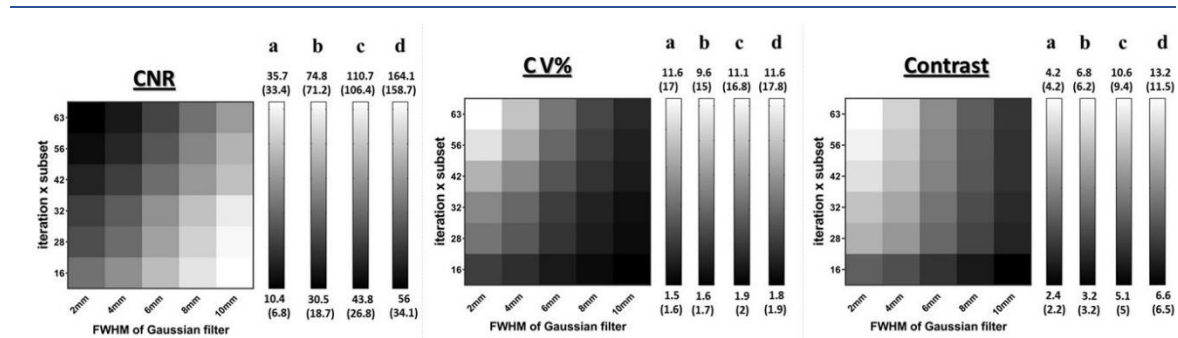 CNR
a b c d
35.7 74.8 110.7 164.1
(33.4) (71.2) (106.4) (158.7)
63
56
42
32
28
16
iteration x subset
2mm 4mm 6mm 8mm 10mm
FWHM of Gaussian filter
10.4 30.5 43.8 56
(6.8) (18.7) (26.8) (34.1)
C V%
a b c d
11.6 9.6 11.1 11.6
(17) (15) (16.8) (17.8)
63
56
42
32
28
16
iteration x subset
2mm 4mm 6mm 8mm 10mm
FWHM of Gaussian filter
1.5 1.6 1.9 1.8
(1.6) (1.7) (2) (1.9)
Contrast
a b c d
4.2 6.8 10.6 13.2
(4.2) (6.2) (9.4) (11.5)
63
56
42
32
28
16
iteration x subset
2mm 4mm 6mm 8mm 10mm
FWHM of Gaussian filter
2.4 3.2 5.1 6.6
(2.2) (3.2) (5) (6.5)